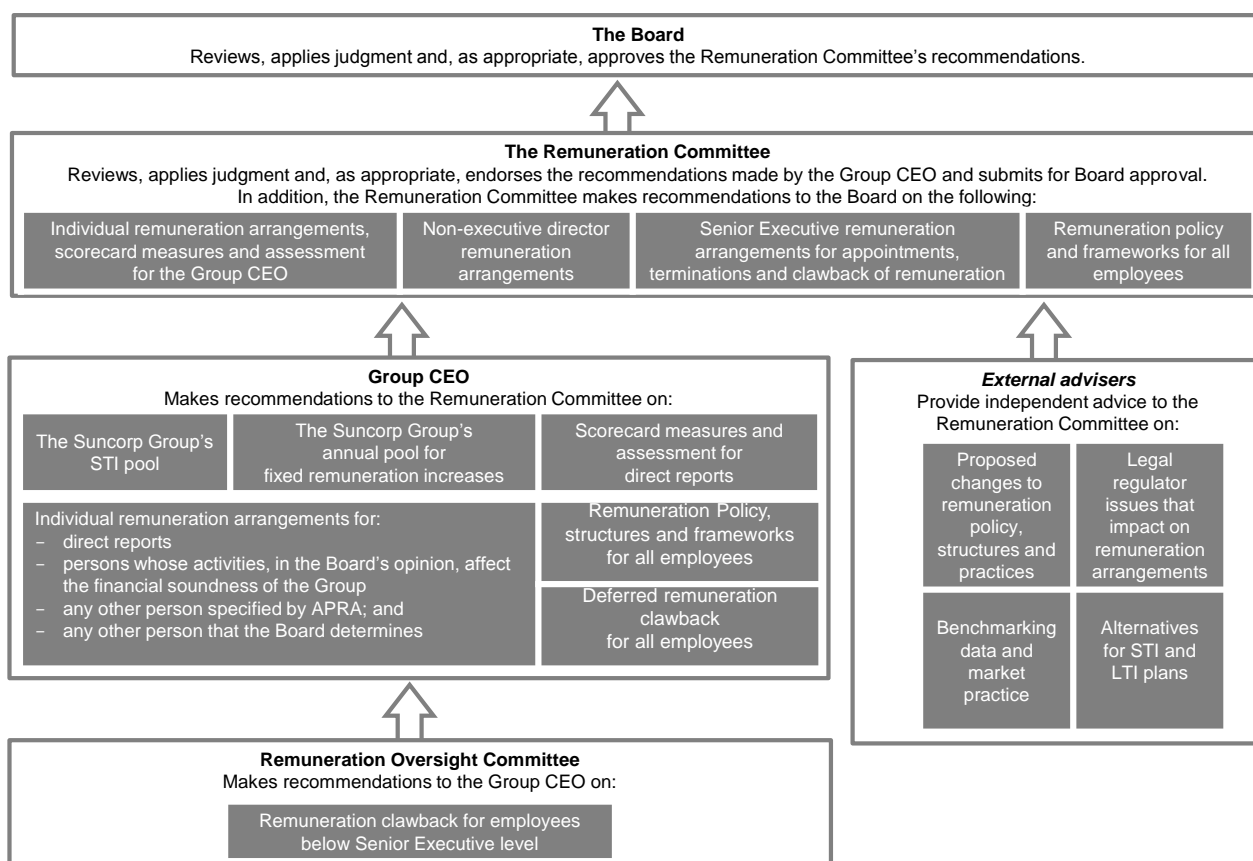 The Board
Reviews, applies judgment and, as appropriate, approves the Remuneration Committee's recommendations.
The Remuneration Committee
Reviews, applies judgment and, as appropriate, endorses the recommendations made by the Group CEO and submits for Board approval.
In addition, the Remuneration Committee makes recommendations to the Board on the following:
Individual remuneration arrangements,
scorecard measures and assessment
for the Group CEO
Non-executive director
remuneration
arrangements
Senior Executive remuneration
arrangements for appointments,
terminations and clawback of remuneration
Remuneration policy
and frameworks for all
employees
Group CEO
Makes recommendations to the Remuneration Committee on:
The Suncorp Group's
STI pool
The Suncorp Group's
annual pool for
fixed remuneration increases
Scorecard measures and
assessment for
direct reports
Individual remuneration arrangements for:
– direct reports
– persons whose activities, in the Board's opinion, affect
the financial soundness of the Group
– any other person specified by APRA; and
– any other person that the Board determines
Remuneration Policy,
structures and frameworks
for all employees
Deferred remuneration
clawback
for all employees
External advisers
Provide independent advice to the
Remuneration Committee on:
Proposed
changes to
remuneration
policy,
structures and
practices
Legal
regulator
issues that
impact on
remuneration
arrangements
Benchmarking
data and
market
practice
Alternatives
for STI and
LTI plans
Remuneration Oversight Committee
Makes recommendations to the Group CEO on:
Remuneration clawback for employees
below Senior Executive level